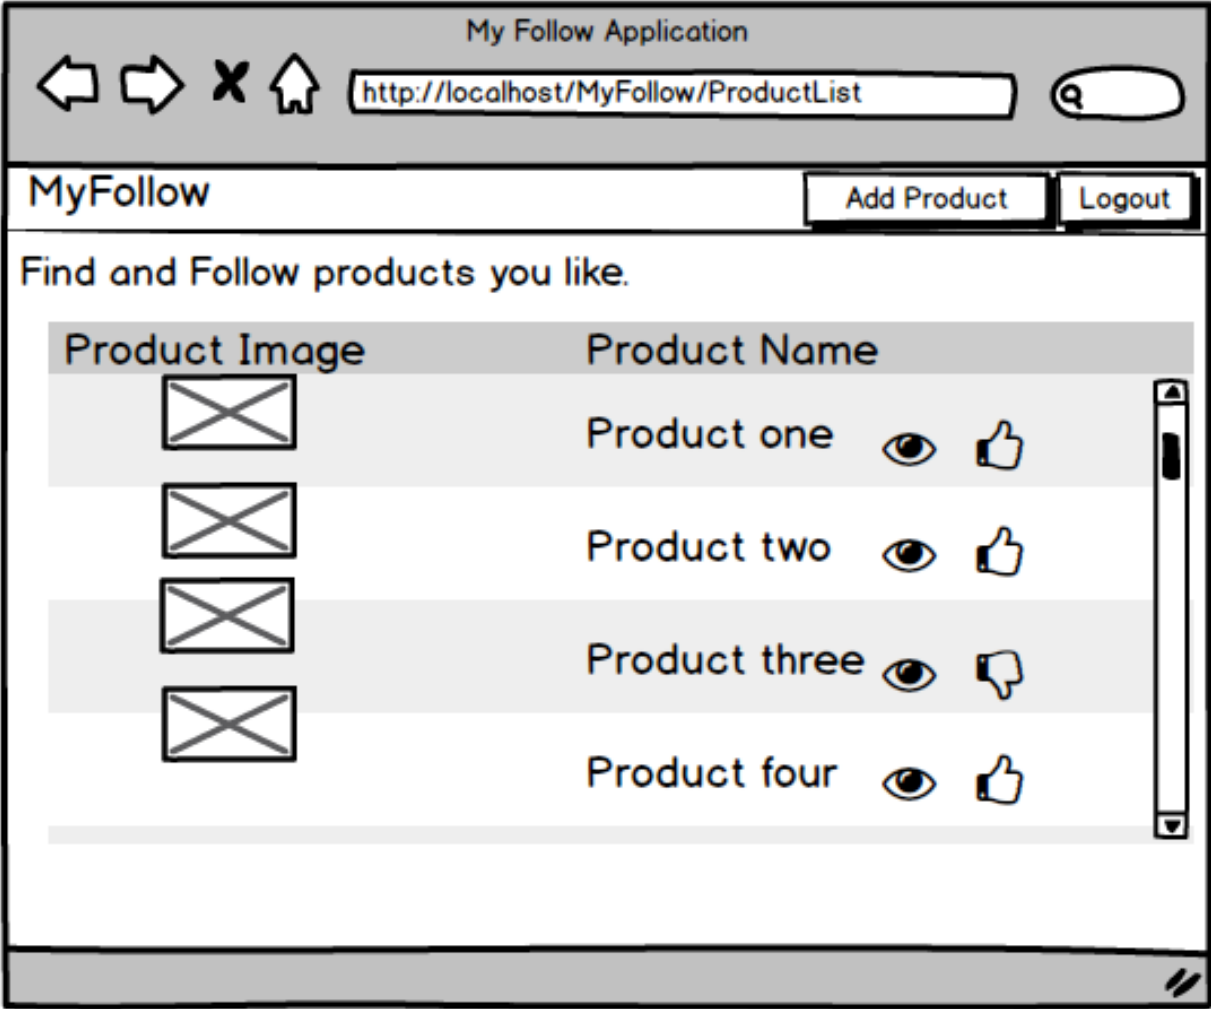 My Follow Application
http://localhost/MyFollow/ProductList
MyFollow
Add Product
Logout
Find and Follow products you like.
Product Image
Product Name
Product one
Product two
Product three
Product four